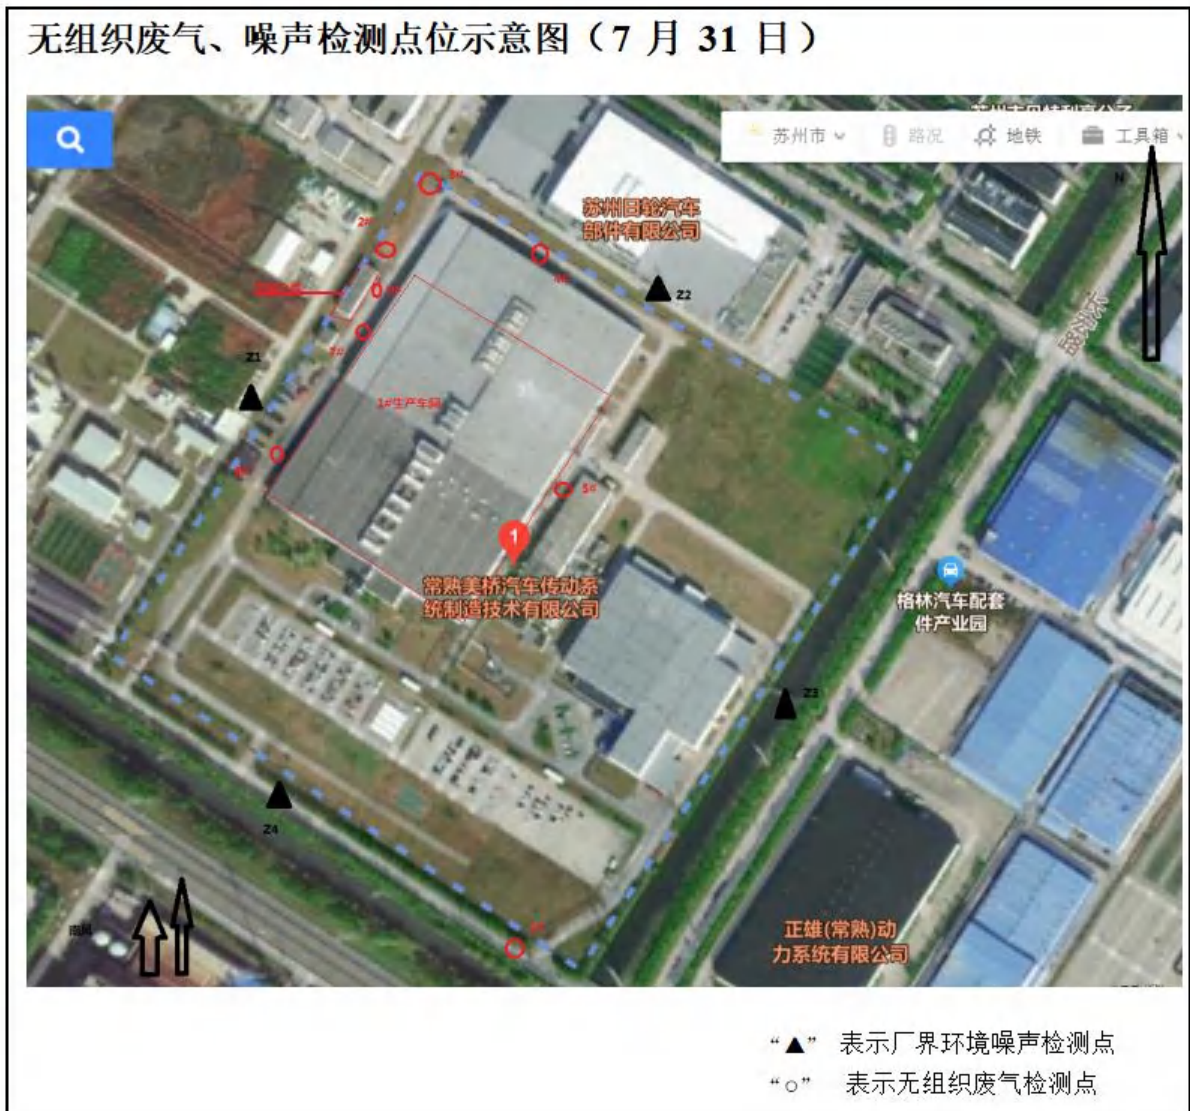 无组织废气、噪声检测点位示意图（7 月 31 日）
苏州市
路况
地铁
工具箱
N
2#
苏州日轮汽车
部件有限公司
Z2
Z1
1#生产车间
5#
1
常熟美桥汽车传动系
统制造技术有限公司
格林汽车配套
件产业园
Z3
Z4
南风
正雄(常熟)动
力系统有限公司
“▲” 表示厂界环境噪声检测点
“○” 表示无组织废气检测点